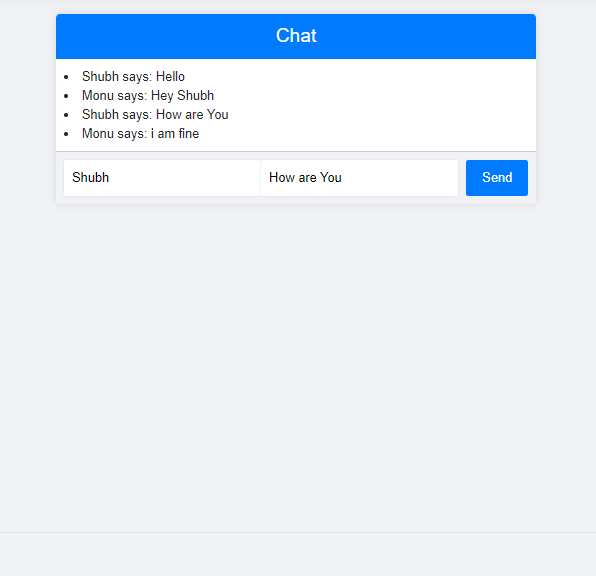 Chat
Shubh says: Hello
Monu says: Hey Shubh
Shubh says: How are You
Monu says: i am fine
Shubh How are You Send